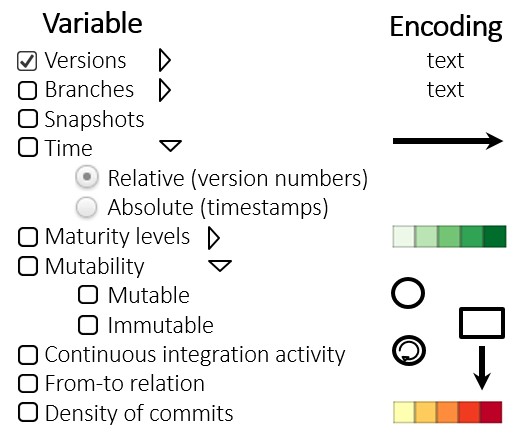 Variable Encoding
Versions text
Branches text
Snapshots
Time
Relative (version numbers)
Absolute (timestamps)
Maturity levels
Mutability
Mutable
Immutable
Continuous integration activity
From-to relation
Density of commits